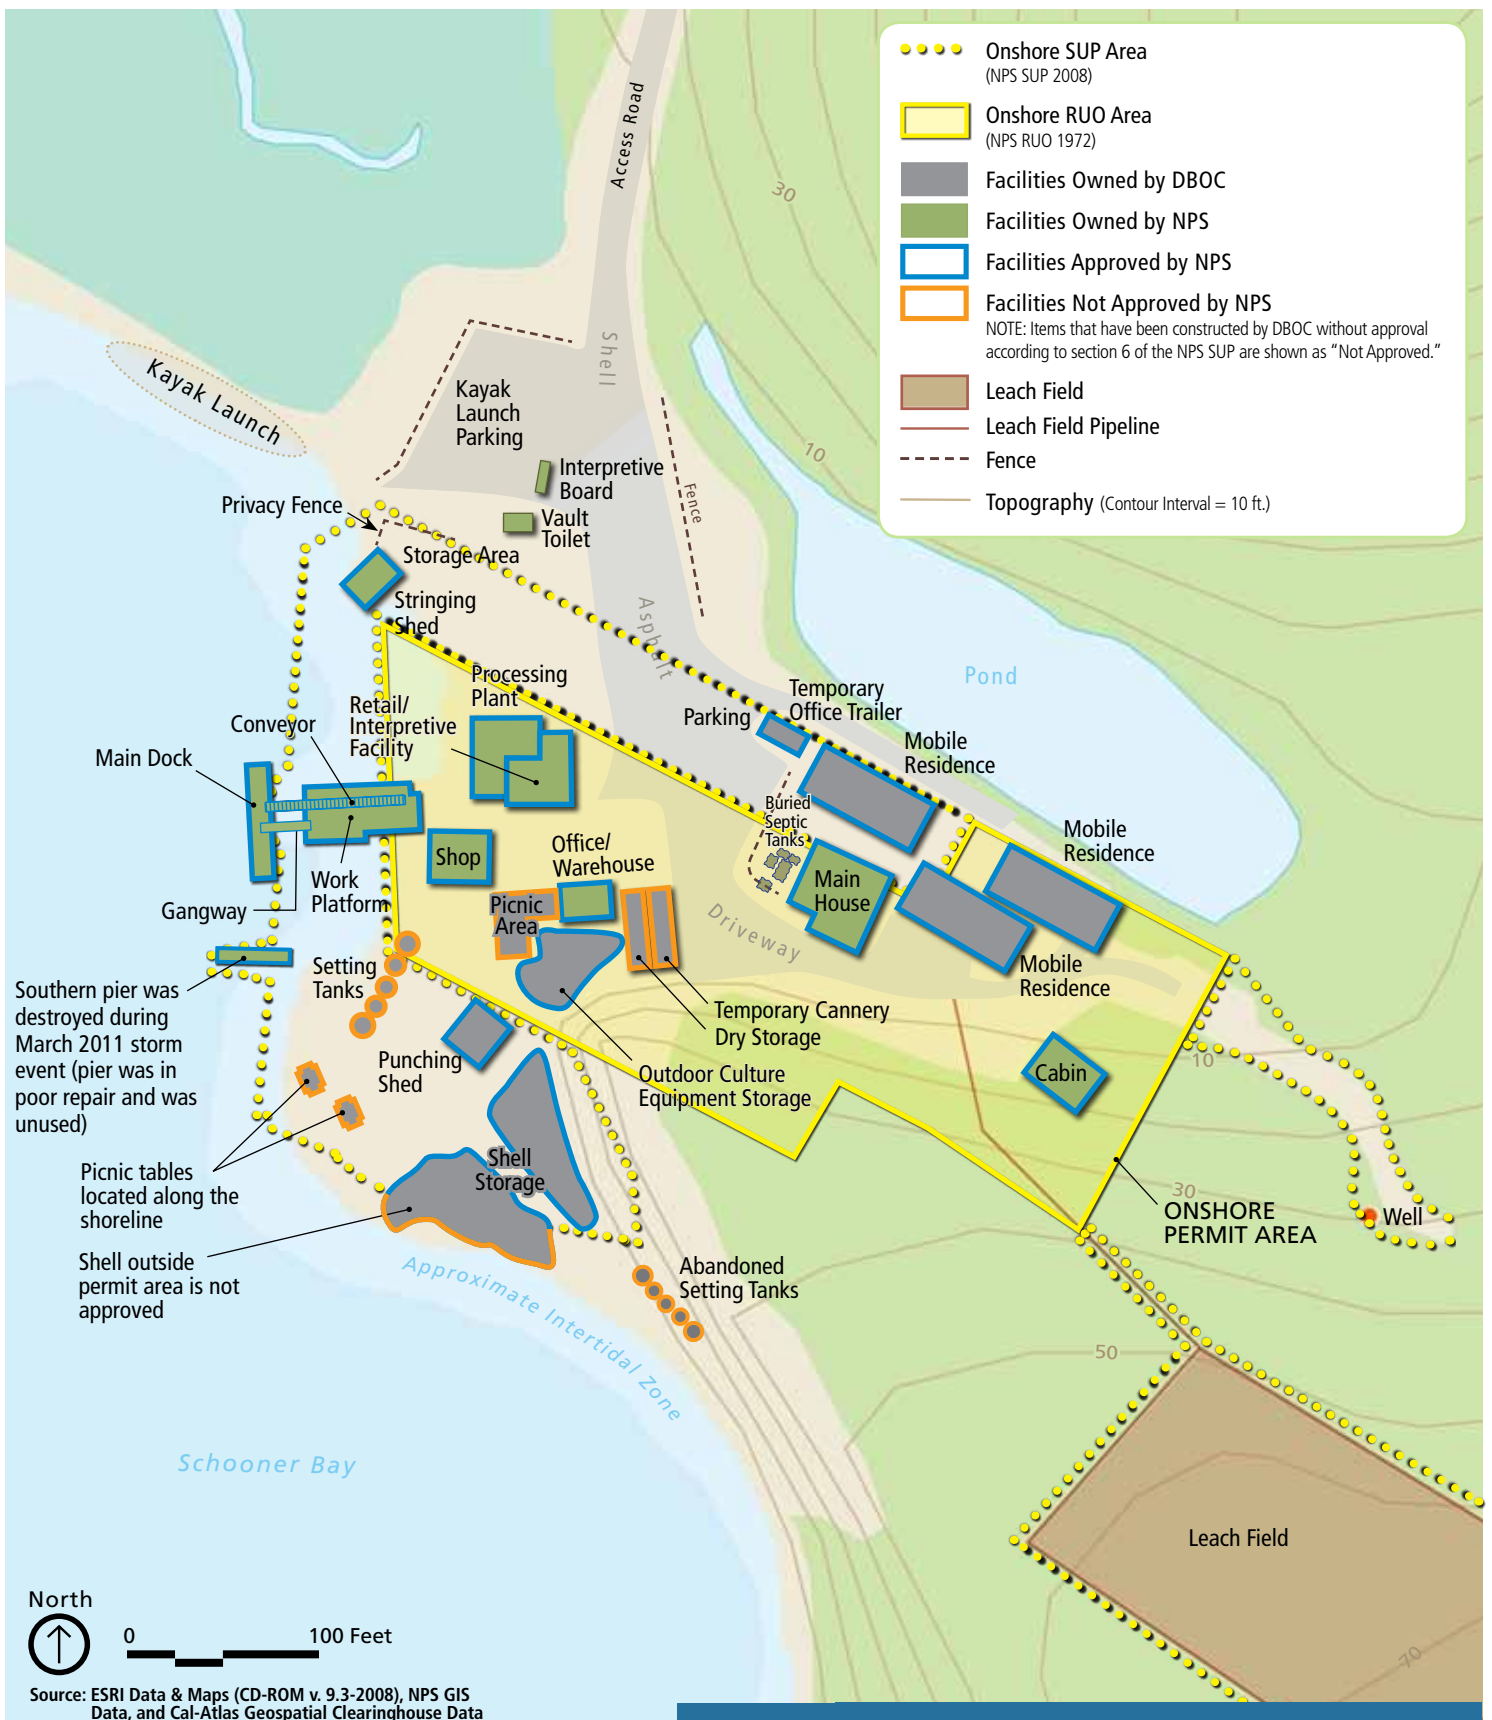 Onshore SUP Area
(NPS SUP 2008)
Onshore RUO Area
(NPS RUO 1972)
Facilities Owned by DBOC
Facilities Owned by NPS
Facilities Approved by NPS
Facilities Not Approved by NPS
NOTE: Items that have been constructed by DBOC without approval
according to section 6 of the NPS SUP are shown as “Not Approved.”
Leach Field
Leach Field Pipeline
Fence
Topography (Contour Interval = 10 ft.)
Access Road
30
10
Shell
Kayak Launch
Kayak
Launch
Parking
Interpretive
Board
Fence
Vault
Toilet
Privacy Fence
Storage Area
Stringing
Shed
Asphalt
Pond
Processing
Plant
Retail/
Interpretive
Facility
Temporary
Office Trailer
Parking
Conveyor
Main Dock
Mobile
Residence
Buried
Septic
Tanks
Mobile
Residence
Shop
Office/
Warehouse
Work
Platform
Main
House
Gangway
Picnic
Area
Driveway
Mobile
Residence
Setting
Tanks
Southern pier was
destroyed during
March 2011 storm
event (pier was in
poor repair and was
unused)
Temporary Cannery
Dry Storage
Punching
Shed
Outdoor Culture
Equipment Storage
Cabin
10
Picnic tables
located along the
shoreline
Shell
Storage
30
ONSHORE
PERMIT AREA
Well
Shell outside
permit area is not
approved
Abandoned
Setting Tanks
Approximate Intertidal Zone
50
Schooner Bay
Leach Field
70
North
0
100 Feet
Source: ESRI Data & Maps (CD-ROM v. 9.3-2008), NPS GIS
Data, and Cal-Atlas Geospatial Clearinghouse Data